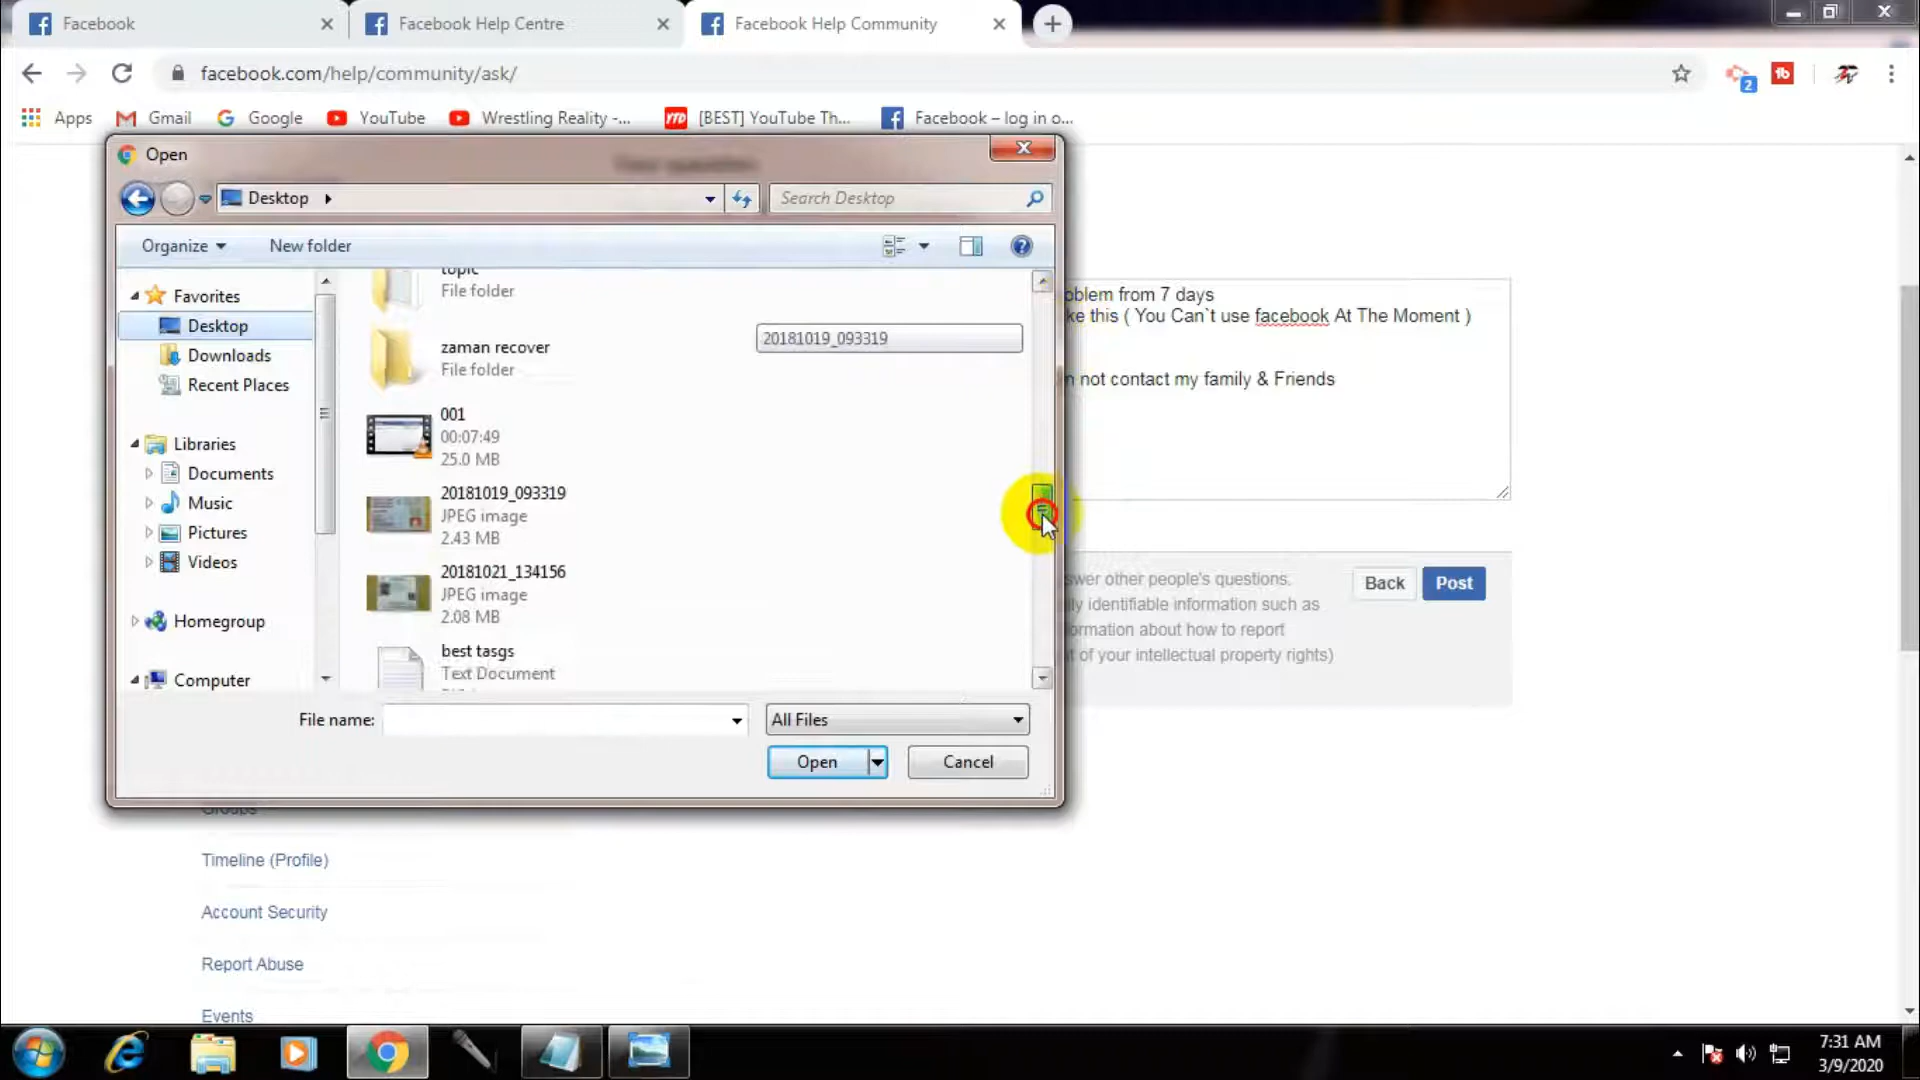 Facebook
Facebook Help Centre
Facebook Help Community
facebook.com/help/community/ask/
2
Apps
Gmail
Google
YouTube
Wrestling Reality -...
YTD
[BEST] YouTube Th...
Facebook – log in o...
Open
Desktop
Search Desktop
Organize
New folder
Favorites
Desktop
Downloads
Recent Places
Libraries
Documents
Music
Pictures
Videos
Homegroup
Computer
topic
File folder
zaman recover
File folder
20181019_093319
001
00:07:49
25.0 MB
20181019_093319
JPEG image
2.43 MB
20181021_134156
JPEG image
2.08 MB
best tasgs
Text Document
File name:
All Files
Open
Cancel
oblem from 7 days
ke this ( You Can`t use facebook At The Moment )
not contact my family & Friends
swer other people's questions.
ly identifiable information such as
ormation about how to report
t of your intellectual property rights)
Back
Post
Groups
Timeline (Profile)
Account Security
Report Abuse
Events
7:31 AM
3/9/2020